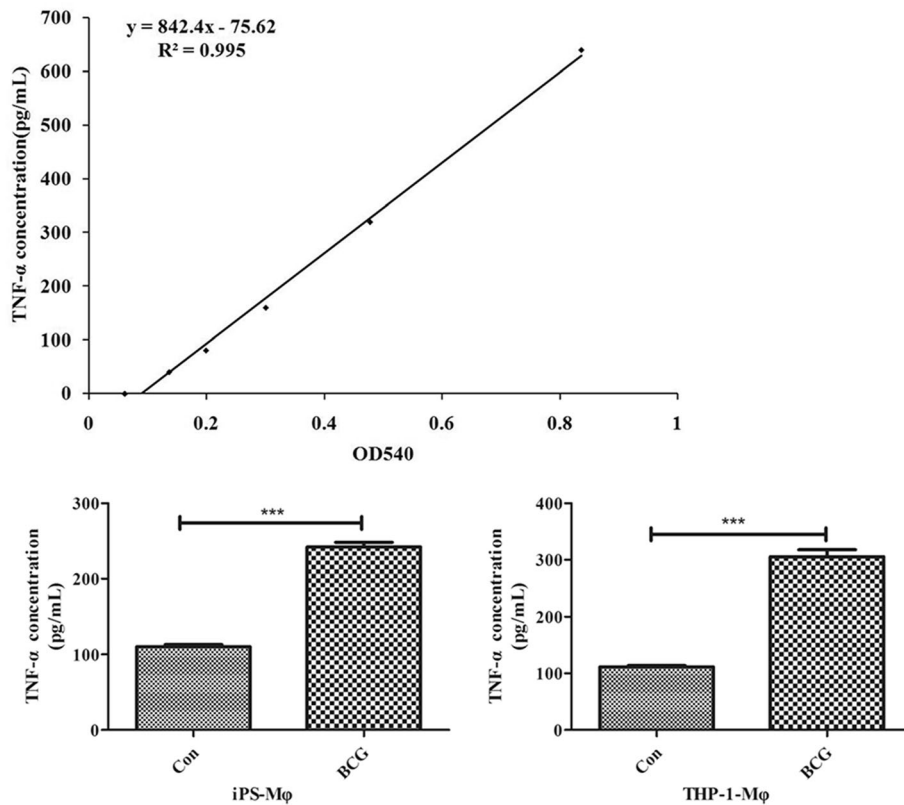 y = 842.4x - 75.62
R² = 0.995
TNF-α concentration(pg/mL)
700
600
500
400
300
200
100
0
0 0.2 0.4 0.6 0.8 1
OD540
TNF-α concentration
(pg/mL)
300
200
100
0
***
Con
BCG
iPS-Mφ
TNF-α concentration
(pg/mL)
400
300
200
100
0
***
Con
BCG
THP-1-Mφ